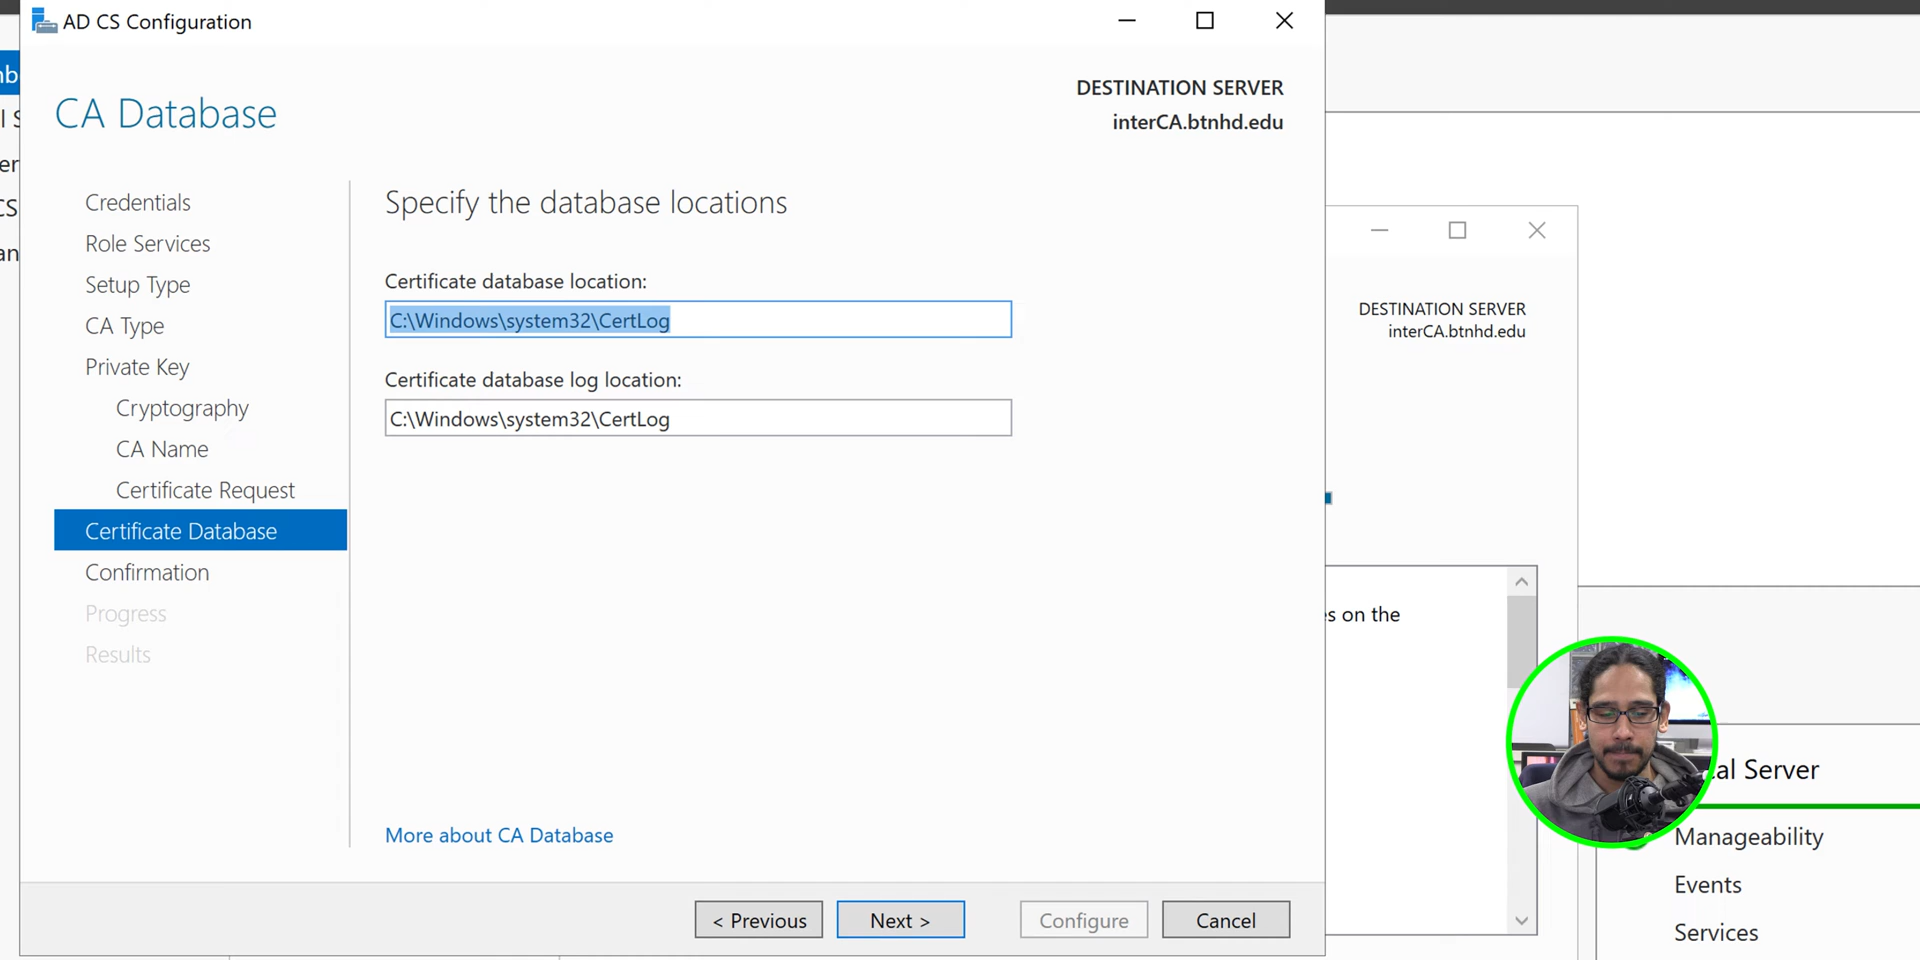 AD CS Configuration
CA Database
DESTINATION SERVER
interCA.btnhd.edu
Credentials
Role Services
Setup Type
CA Type
Private Key
Cryptography
CA Name
Certificate Request
Certificate Database
Confirmation
Progress
Results
Specify the database locations
Certificate database location:
C:\Windows\system32\CertLog
Certificate database log location:
C:\Windows\system32\CertLog
More about CA Database
< Previous
Next >
Configure
Cancel
DESTINATION SERVER
interCA.btnhd.edu
on the
Server
Manageability
Events
Services